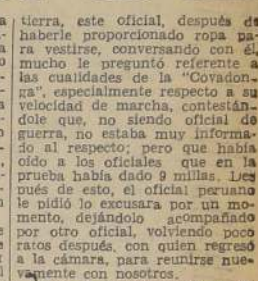 tierra, este oficial, después de
haberle proporcionado ropa pa-
ra vestirse, conversando con él,
mucho le preguntó referente a
las cualidades de la "Covadon-
ga", especialmente respecto a su
velocidad de marcha, contestán-
dole que, no siendo oficial de
guerra, no estaba muy informa-
do al respecto; pero que había
oído a los oficiales que en la
prueba había dado 9 millas. Des
pués de esto, el oficial peruano
le pidió lo excusara por un mo-
mento, dejándolo acompañado
por otro oficial, volviendo poco
ratos después, con quien regresó
a la cámara, para reunirse nue-
vamente con nosotros.